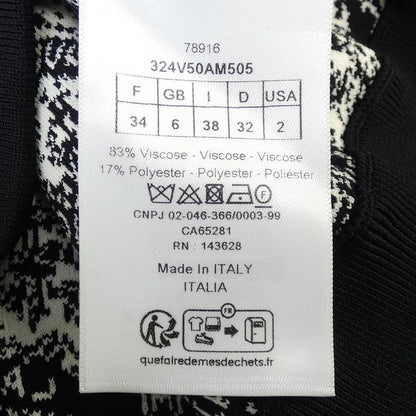 78916
324V50AM505
F GB I D USA
34 6 38 32 2
83% Viscose - Viscose - Viscosa
17% Polyester - Polyester - Poliéster
F
CNPJ 02-046-366/0003-99
CA65281
RN : 143628
Made In ITALY
ITALIA
FR
quefairedemesdechets.fr